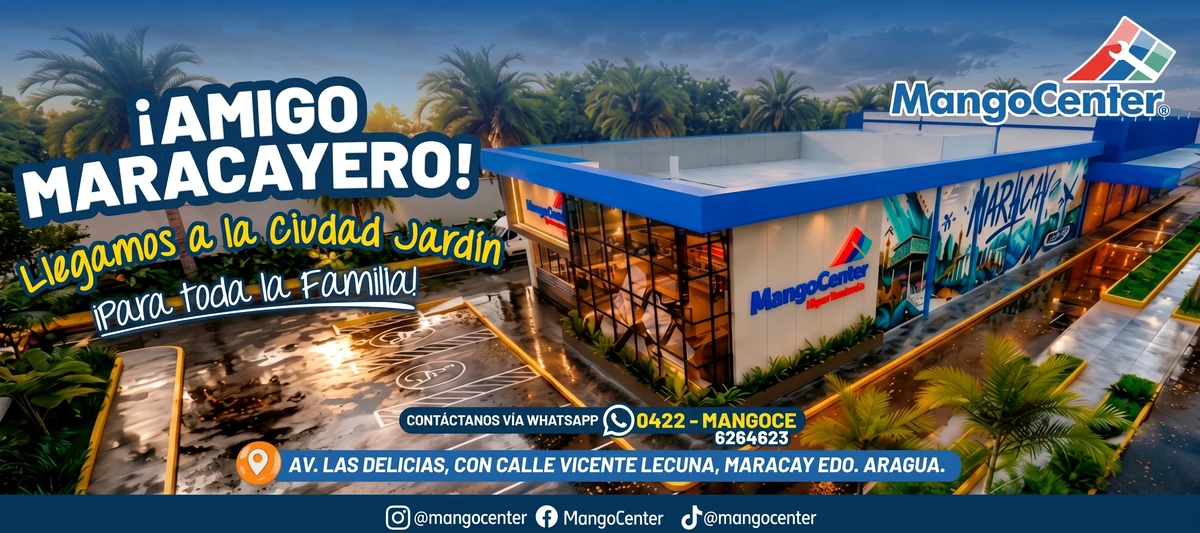 ¡AMIGO
MARACAYERO!
Llegamos a la Ciudad Jardín
¡Para toda la Familia!
MangoCenter®
MangoCenter
MARACAY
CONTÁCTANOS VÍA WHATSAPP 0422 - MANGOCE
6264623
AV. LAS DELICIAS, CON CALLE VICENTE LECUNA, MARACAY EDO. ARAGUA.
@mangocenter MangoCenter @mangocenter